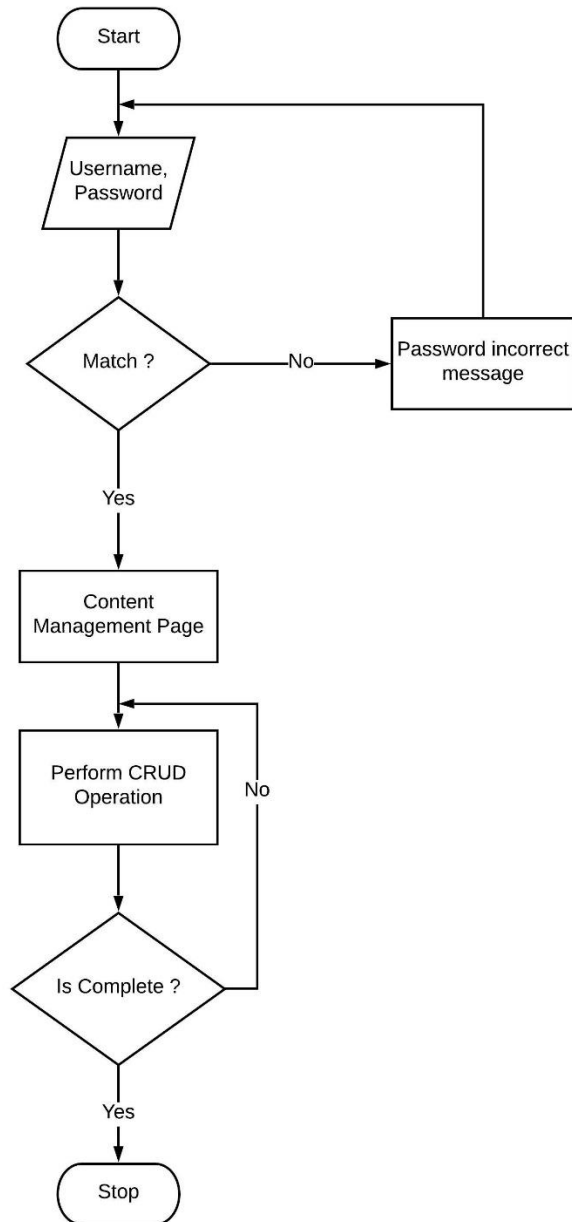 Start
Username,
Password
Match ?
No
Password incorrect
message
Yes
Content
Management Page
Perform CRUD
Operation
No
Is Complete ?
Yes
Stop